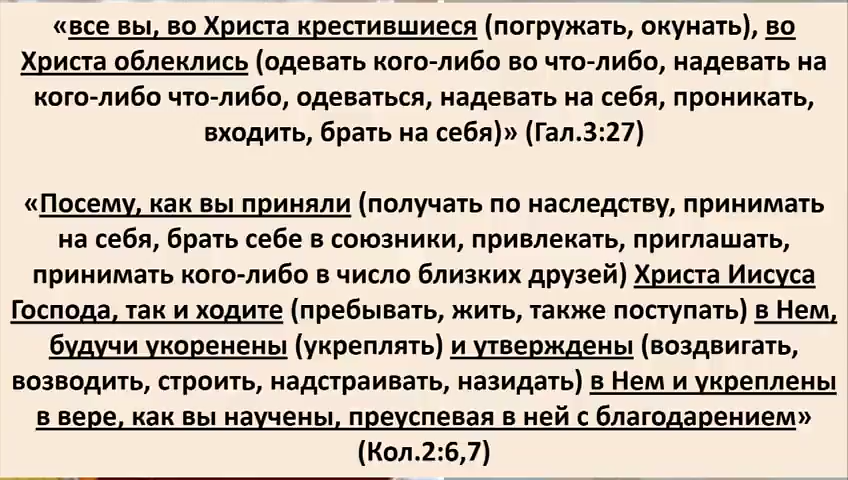 «все вы, во Христа крестившиеся (погружать, окунать), во
Христа облеклись (одевать кого-либо во что-либо, надевать на
кого-либо что-либо, одеваться, надевать на себя, проникать,
входить, брать на себя)» (Гал.3:27)
«Посему, как вы приняли (получать по наследству, принимать
на себя, брать себе в союзники, привлекать, приглашать,
принимать кого-либо в число близких друзей) Христа Иисуса
Господа, так и ходите (пребывать, жить, также поступать) в Нем,
будучи укоренены (укреплять) и утверждены (воздвигать,
возводить, строить, надстраивать, назидать) в Нем и укреплены
в вере, как вы научены, преуспевая в ней с благодарением»
(Кол.2:6,7)